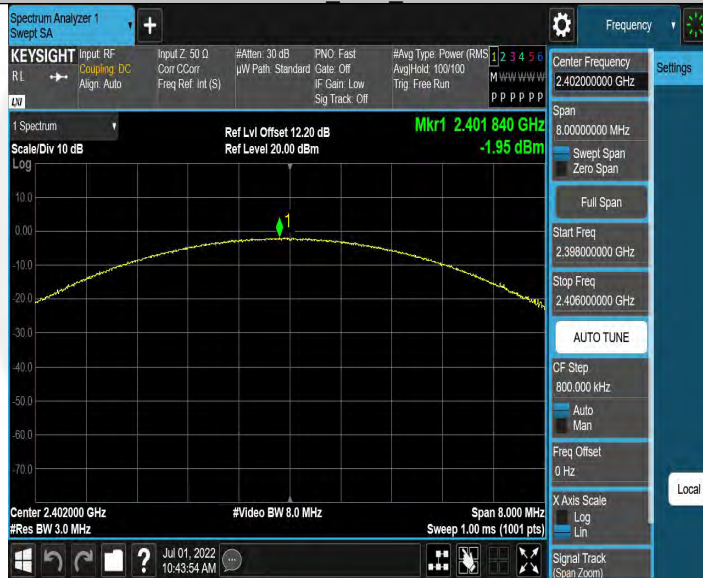 Spectrum Analyzer 1
Swept SA
Frequency
KEYSIGHT
RL
Input: RF
Coupling: DC
Align: Auto
Input Z: 50 Ω
Corr CCorr
Freq Ref: Int (S)
#Atten: 30 dB
µW Path: Standard
PNO: Fast
Gate: Off
IF Gain: Low
Sig Track: Off
#Avg Type: Power (RMS
Avg|Hold: 100/100
Trig: Free Run
1 2 3 4 5 6
M W W W W W
P P P P P P
LXI
1 Spectrum
Scale/Div 10 dB
Ref Lvl Offset 12.20 dB
Ref Level 20.00 dBm
Mkr1 2.401 840 GHz
-1.95 dBm
Log
10.0
0.00
-10.0
-20.0
-30.0
-40.0
-50.0
-60.0
-70.0
1
Center 2.402000 GHz
#Res BW 3.0 MHz
#Video BW 8.0 MHz
Span 8.000 MHz
Sweep 1.00 ms (1001 pts)
Center Frequency
2.402000000 GHz
Span
8.00000000 MHz
Swept Span
Zero Span
Full Span
Start Freq
2.398000000 GHz
Stop Freq
2.406000000 GHz
AUTO TUNE
CF Step
800.000 kHz
Auto
Man
Freq Offset
0 Hz
X Axis Scale
Log
Lin
Signal Track
(Span Zoom)
Settings
Local
?
Jul 01, 2022
10:43:54 AM